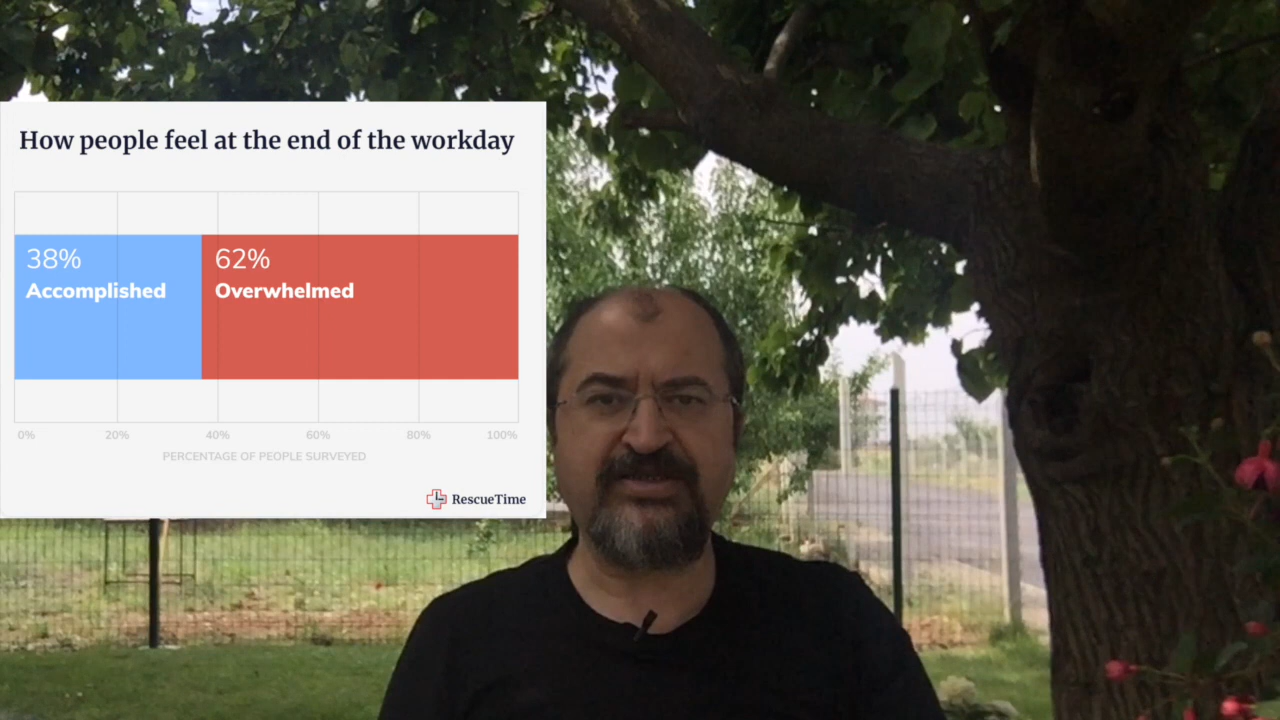 How people feel at the end of the workday
38%
Accomplished
62%
Overwhelmed
0%
20%
40%
60%
80%
100%
PERCENTAGE OF PEOPLE SURVEYED
RescueTime